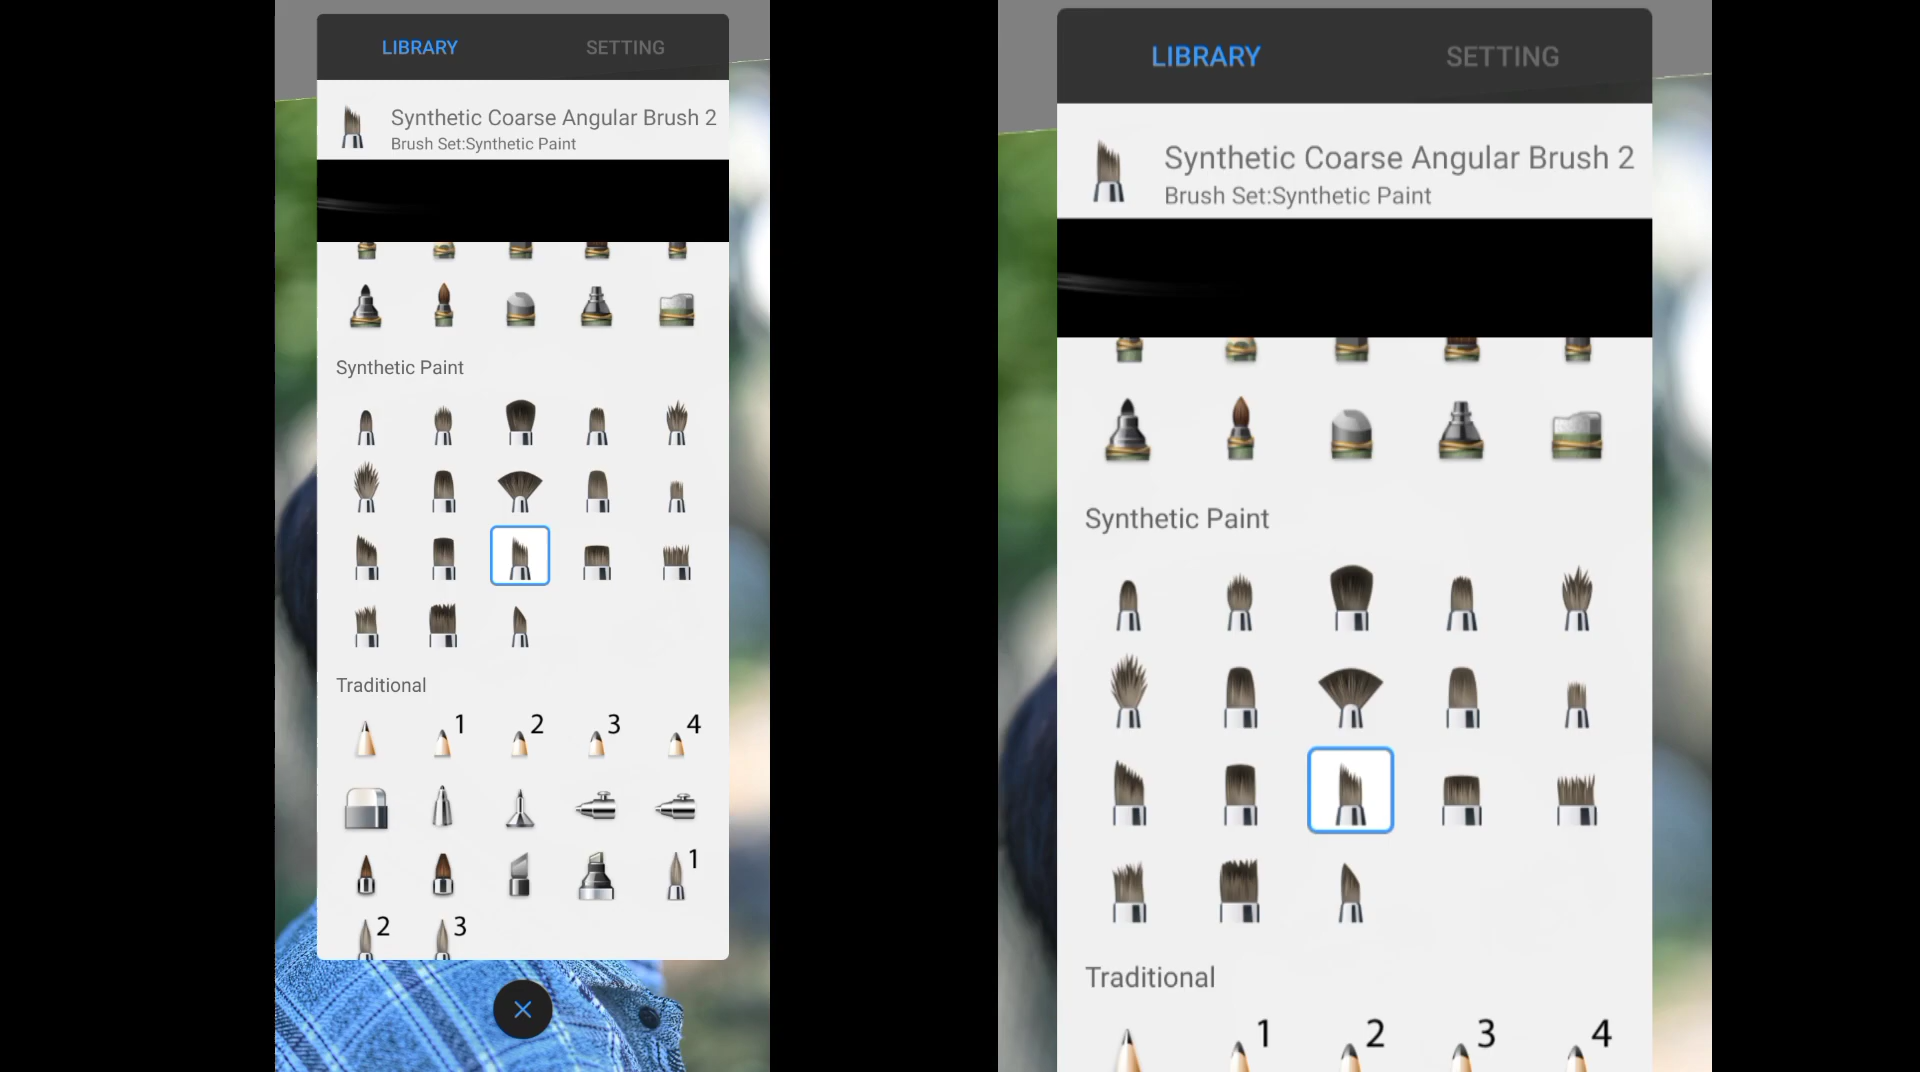 LIBRARY SETTING
Synthetic Coarse Angular Brush 2
Brush Set:Synthetic Paint
Synthetic Paint
Traditional
1 2 3 4
1
2 3
LIBRARY SETTING
Synthetic Coarse Angular Brush 2
Brush Set:Synthetic Paint
Synthetic Paint
Traditional
1 2 3 4